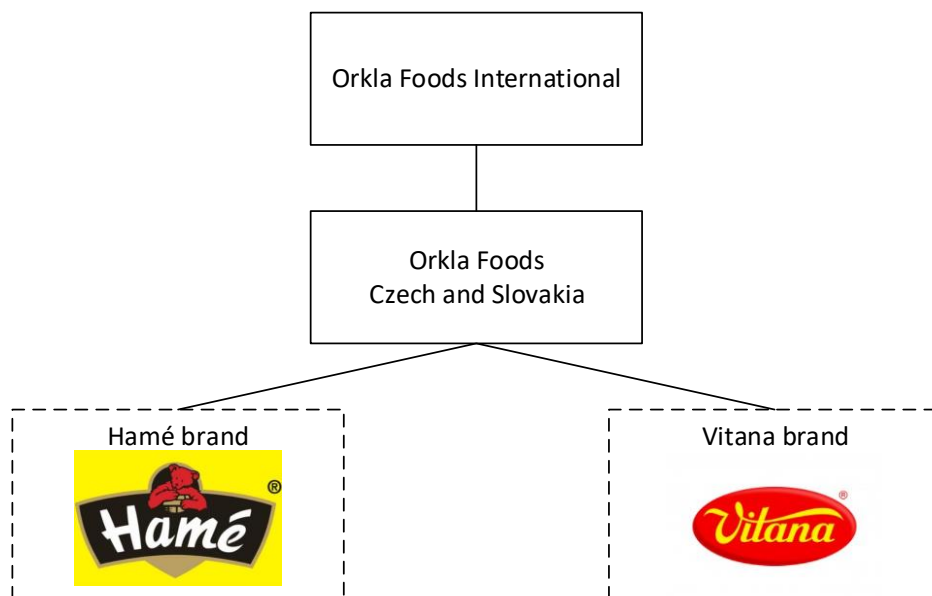 Orkla Foods International
Orkla Foods
Czech and Slovakia
Hamé brand
Vitana brand
Hamé ®
Vitana ®